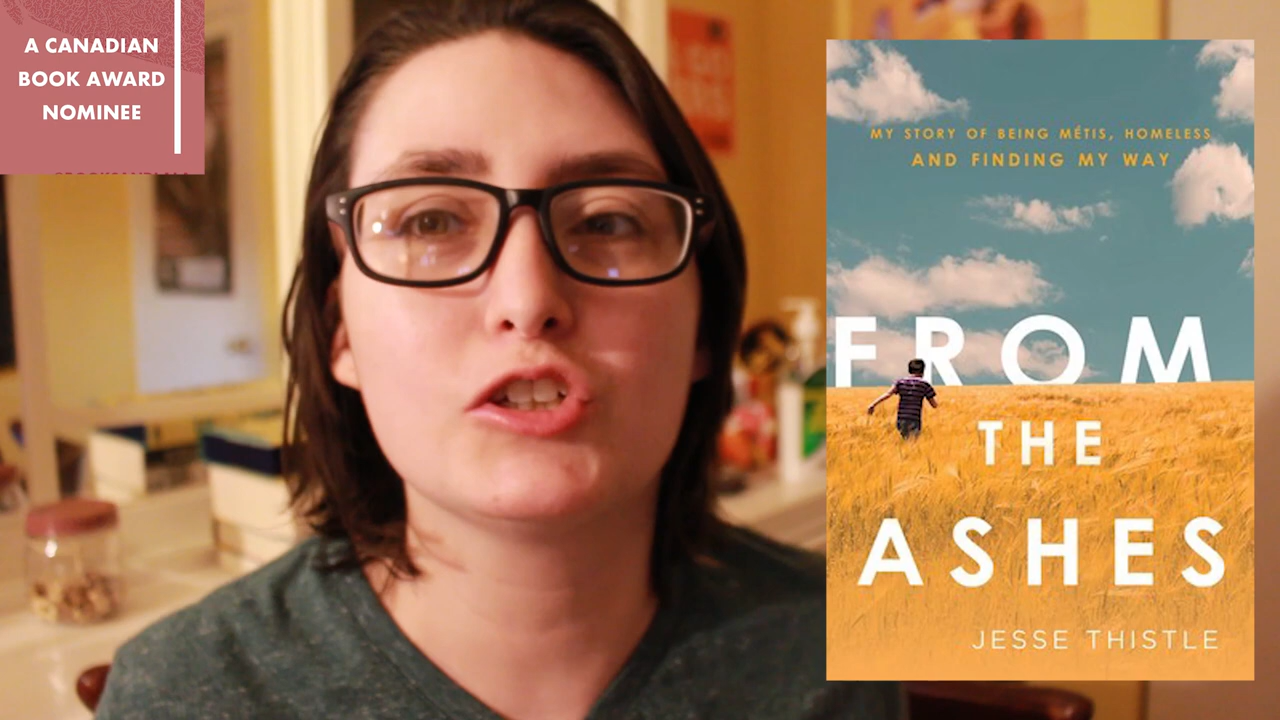 A CANADIAN
BOOK AWARD
NOMINEE
MY STORY OF BEING MÉTIS, HOMELESS
AND FINDING MY WAY
FROM
THE
ASHES
JESSE THISTLE